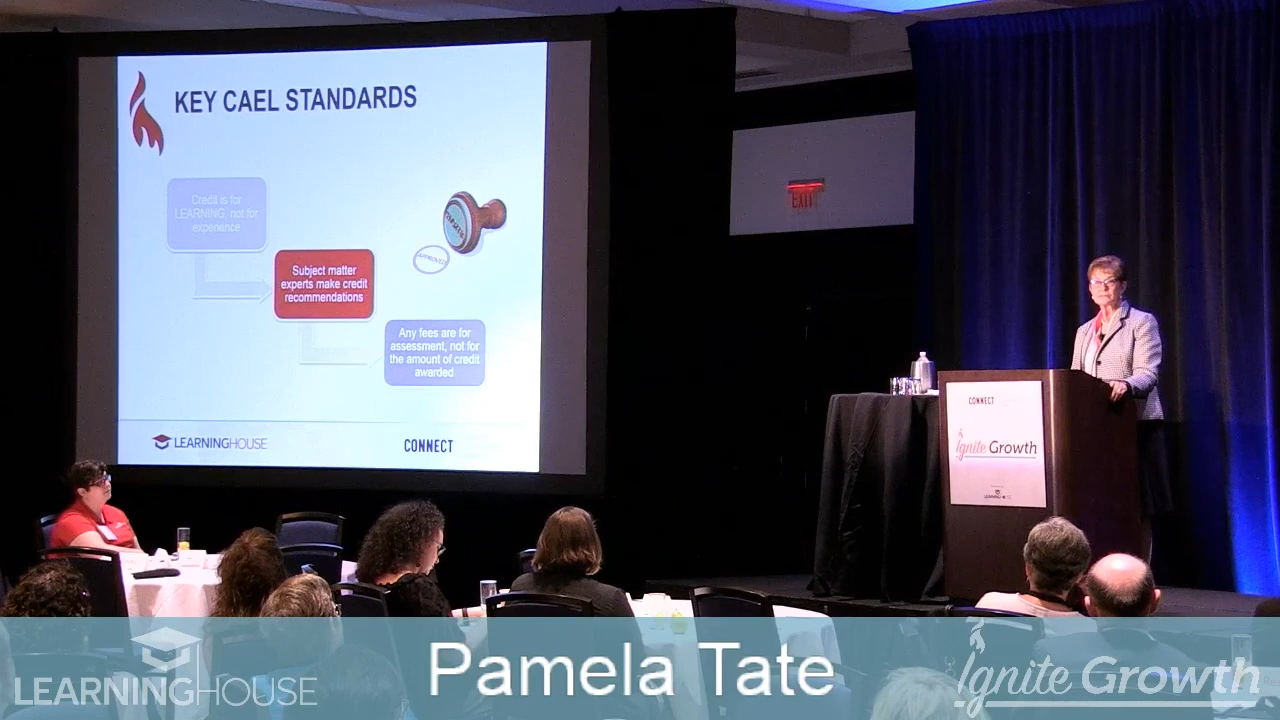 KEY CAEL STANDARDS
Credit is for
LEARNING, not for
experience
Subject matter
experts make credit
recommendations
Any fees are for
assessment, not for
the amount of credit
awarded
APPROVED
LEARNINGHOUSE
CONNECT
EXIT
CONNECT
Ignite Growth
LEARNINGHOUSE
Pamela Tate
Ignite Growth